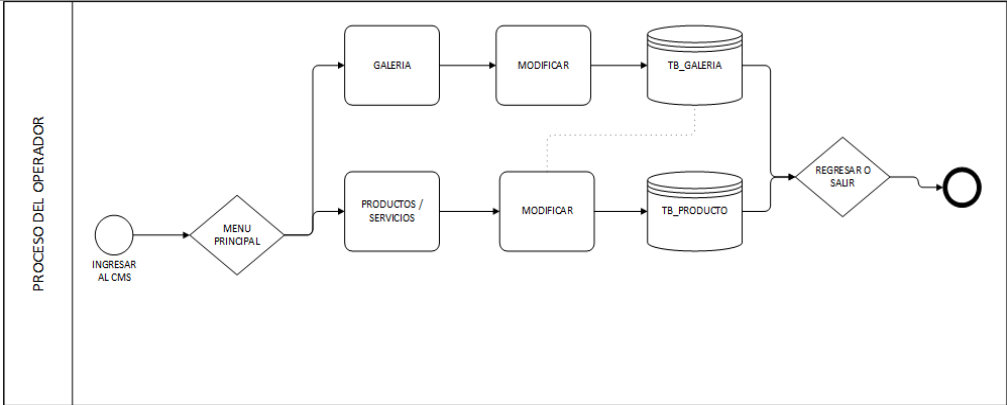 PROCESO DEL OPERADOR
INGRESAR
AL CMS
MENU
PRINCIPAL
GALERIA
MODIFICAR
TB_GALERIA
PRODUCTOS /
SERVICIOS
MODIFICAR
TB_PRODUCTO
REGRESAR O
SALIR